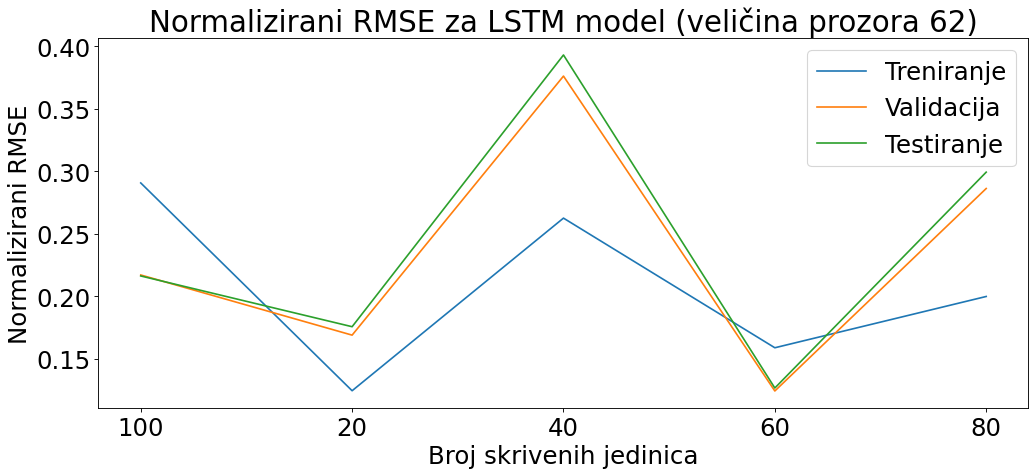 Normalizirani RMSE za LSTM model (veličina prozora 62)
Normalizirani RMSE
0.40
0.35
0.30
0.25
0.20
0.15
Treniranje
Validacija
Testiranje
100 20 40 60 80
Broj skrivenih jedinica